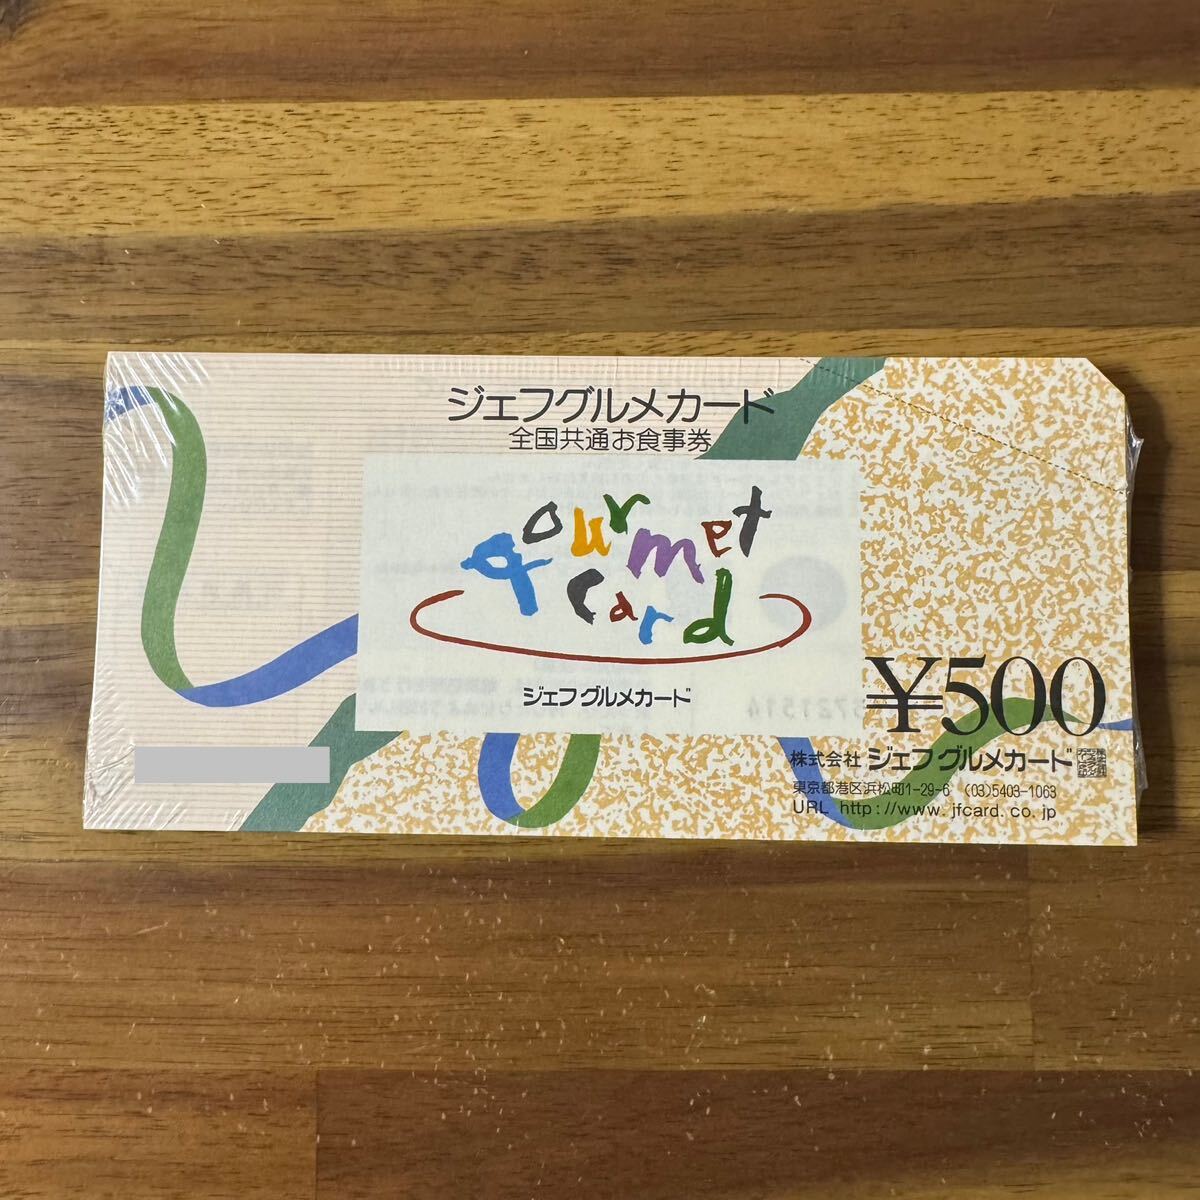 ジェフグルメカード
全国共通お食事券
gourmet
card
ジェフグルメカード
¥500
株式会社 ジェフグルメカード
東京都港区浜松町1-29-6 (03)5403-1063
URL http://www.jfcard.co.jp